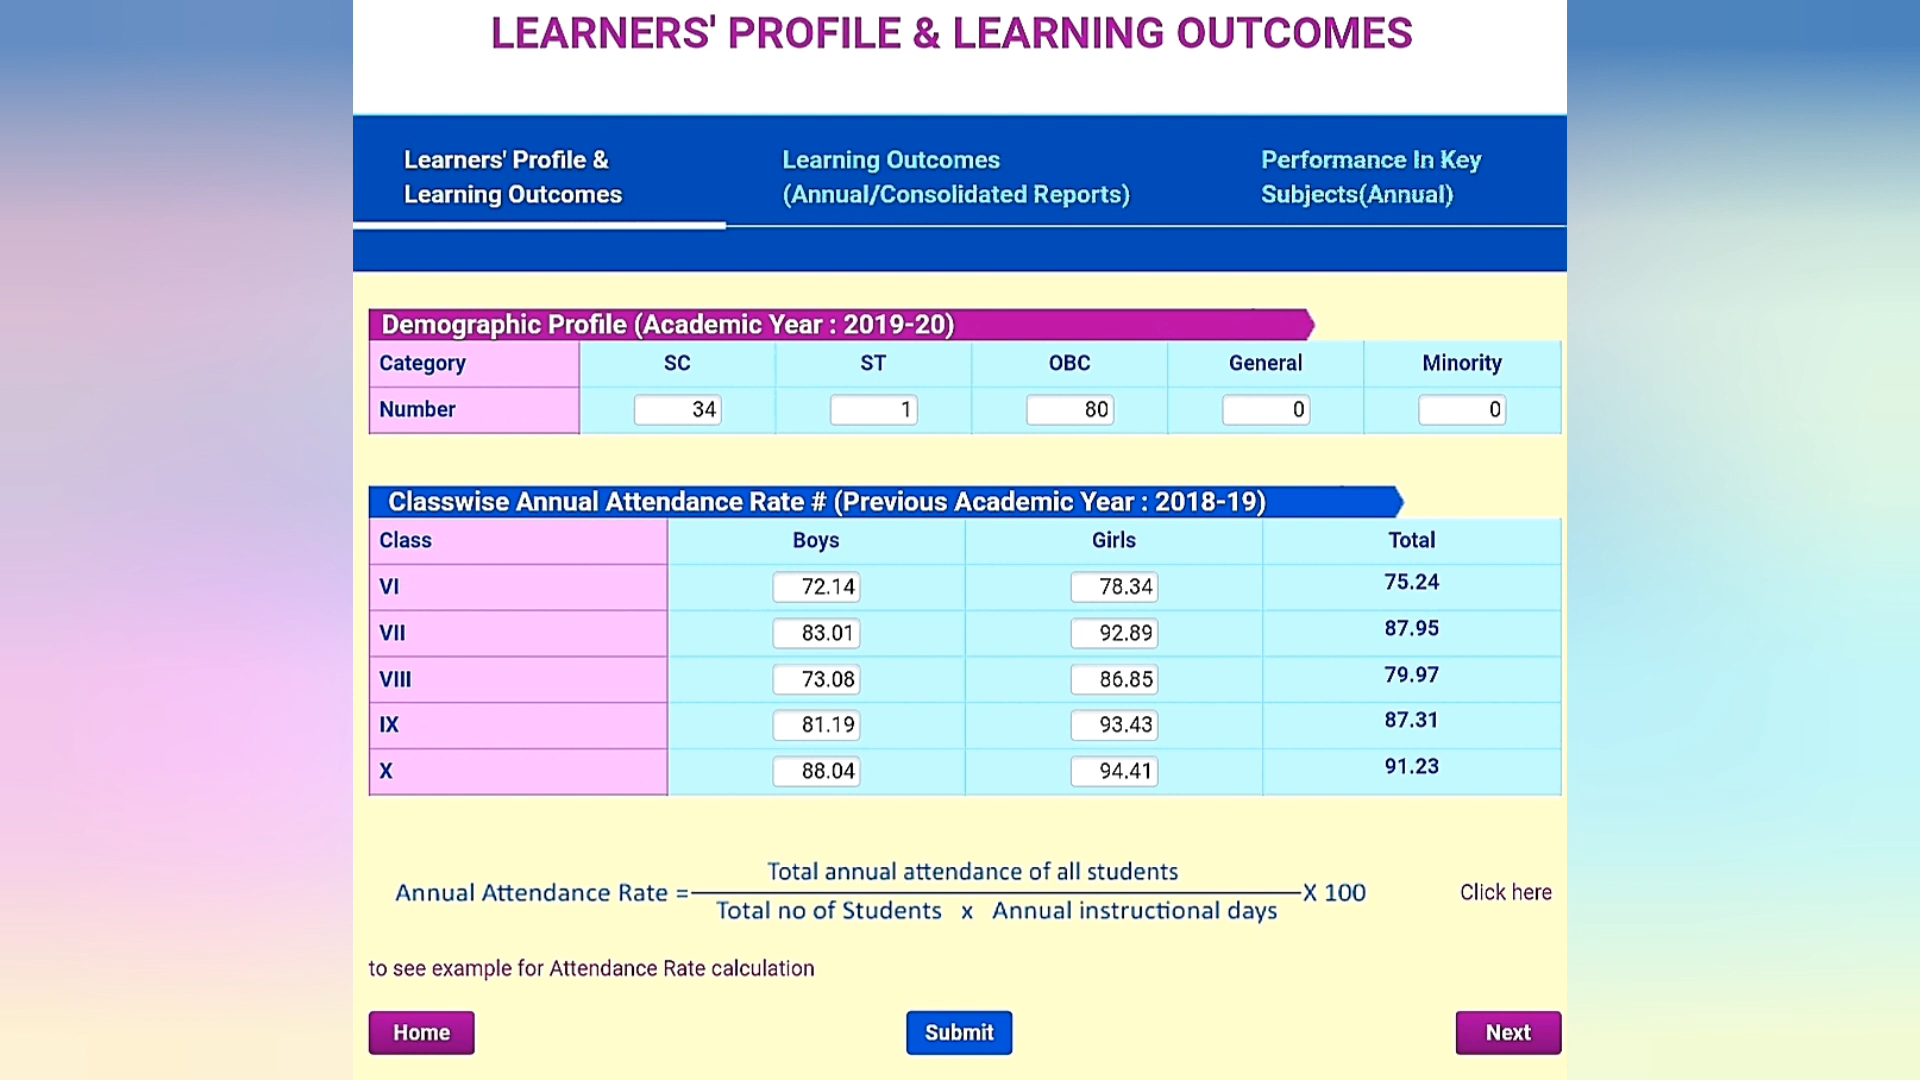 LEARNERS' PROFILE & LEARNING OUTCOMES
Learners' Profile &
Learning Outcomes
Learning Outcomes
(Annual/Consolidated Reports)
Performance In Key
Subjects(Annual)
Demographic Profile (Academic Year : 2019-20)
Category SC ST OBC General Minority
Number 34 1 80 0 0
Classwise Annual Attendance Rate # (Previous Academic Year : 2018-19)
Class Boys Girls Total
VI 72.14 78.34 75.24
VII 83.01 92.89 87.95
VIII 73.08 86.85 79.97
IX 81.19 93.43 87.31
X 88.04 94.41 91.23
Total annual attendance of all students
Annual Attendance Rate = X 100 Click here
Total no of Students x Annual instructional days
to see example for Attendance Rate calculation
Home Submit Next